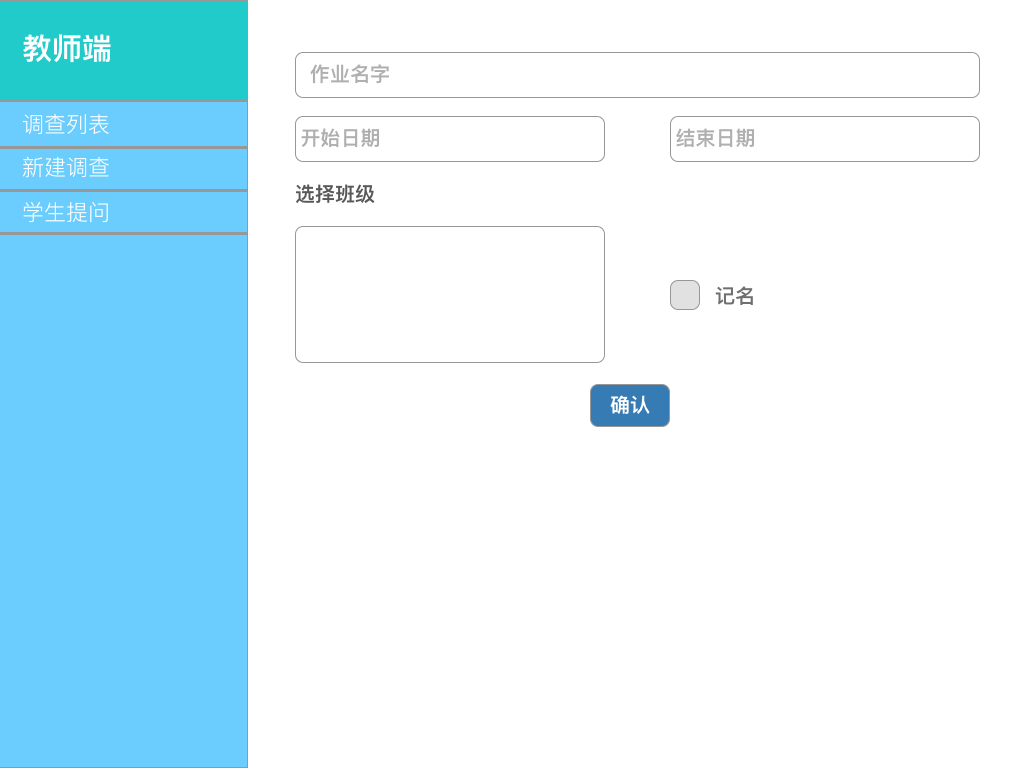 教师端
调查列表
新建调查
学生提问
作业名字
开始日期
结束日期
选择班级
记名
确认